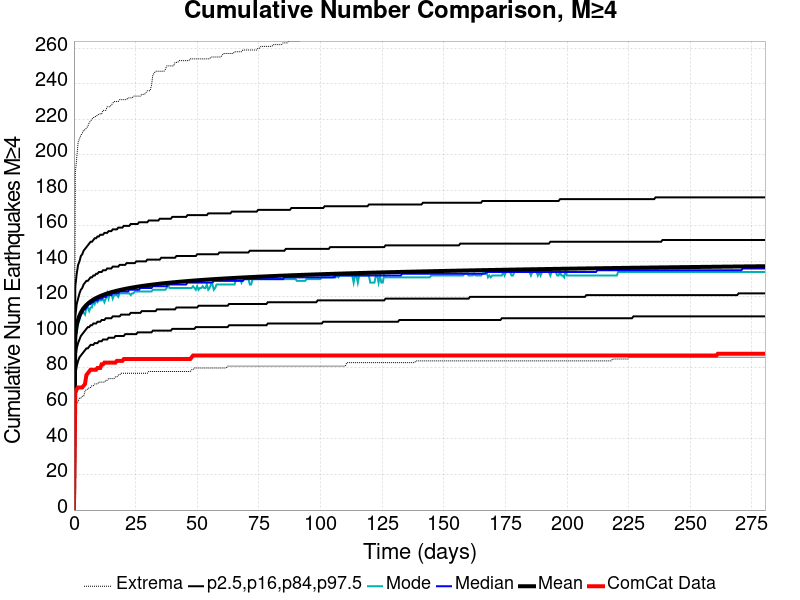 Cumulative Number Comparison, M≥4
Cumulative Num Earthquakes M≥4
260
240
220
200
180
160
140
120
100
80
60
40
20
0
0 25 50 75 100 125 150 175 200 225 250 275
Time (days)
Extrema p2.5,p16,p84,p97.5 Mode Median Mean ComCat Data